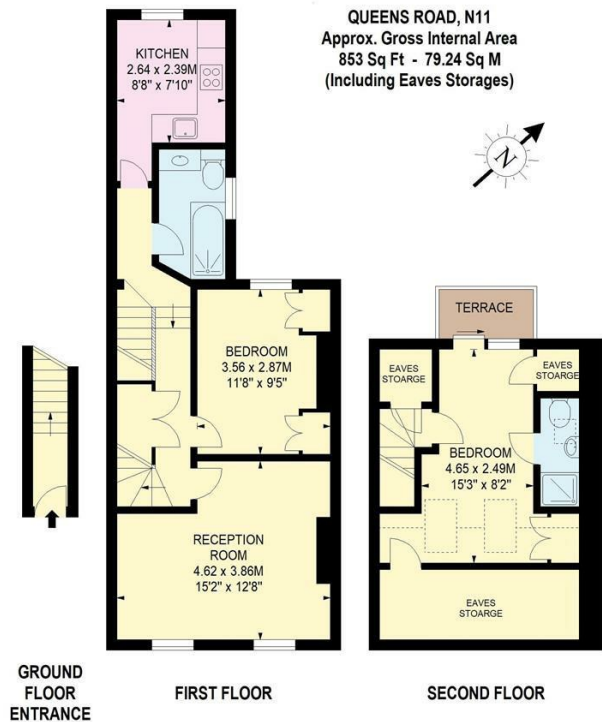 QUEENS ROAD, N11
Approx. Gross Internal Area
853 Sq Ft - 79.24 Sq M
(Including Eaves Storages)
N
KITCHEN
2.64 x 2.39M
8'8" x 7'10"
BEDROOM
3.56 x 2.87M
11'8" x 9'5"
RECEPTION
ROOM
4.62 x 3.86M
15'2" x 12'8"
TERRACE
EAVES
STOARGE
EAVES
STOARGE
BEDROOM
4.65 x 2.49M
15'3" x 8'2"
EAVES
STOARGE
GROUND
FLOOR
ENTRANCE
FIRST FLOOR
SECOND FLOOR